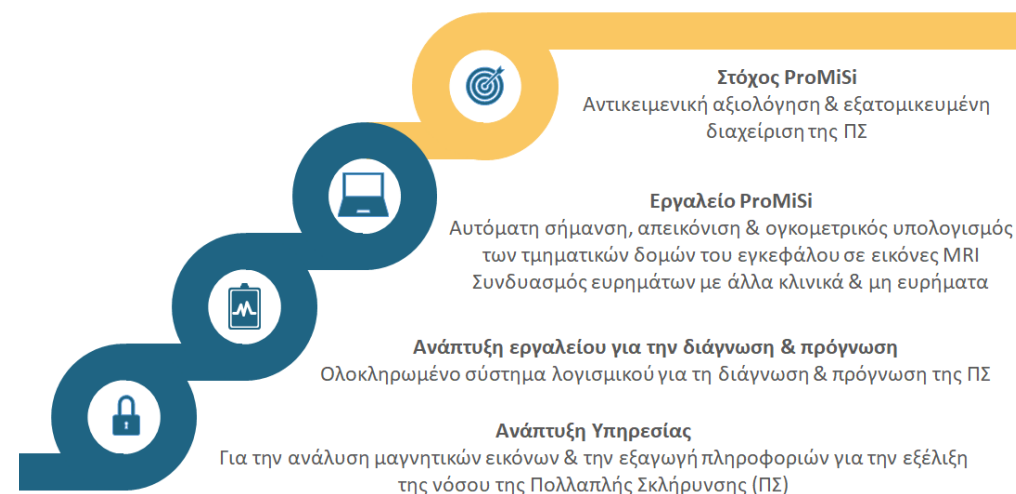 Στόχος ProMiSi
Αντικειμενική αξιολόγηση & εξατομικευμένη
διαχείριση της ΠΣ
Εργαλείο ProMiSi
Αυτόματη σήμανση, απεικόνιση & ογκομετρικός υπολογισμός
των τμηματικών δομών του εγκεφάλου σε εικόνες MRI
Συνδυασμός ευρημάτων με άλλα κλινικά & μη ευρήματα
Ανάπτυξη εργαλείου για την διάγνωση & πρόγνωση
Ολοκληρωμένο σύστημα λογισμικού για τη διάγνωση & πρόγνωση της ΠΣ
Ανάπτυξη Υπηρεσίας
Για την ανάλυση μαγνητικών εικόνων & την εξαγωγή πληροφοριών για την εξέλιξη
της νόσου της Πολλαπλής Σκλήρυνσης (ΠΣ)